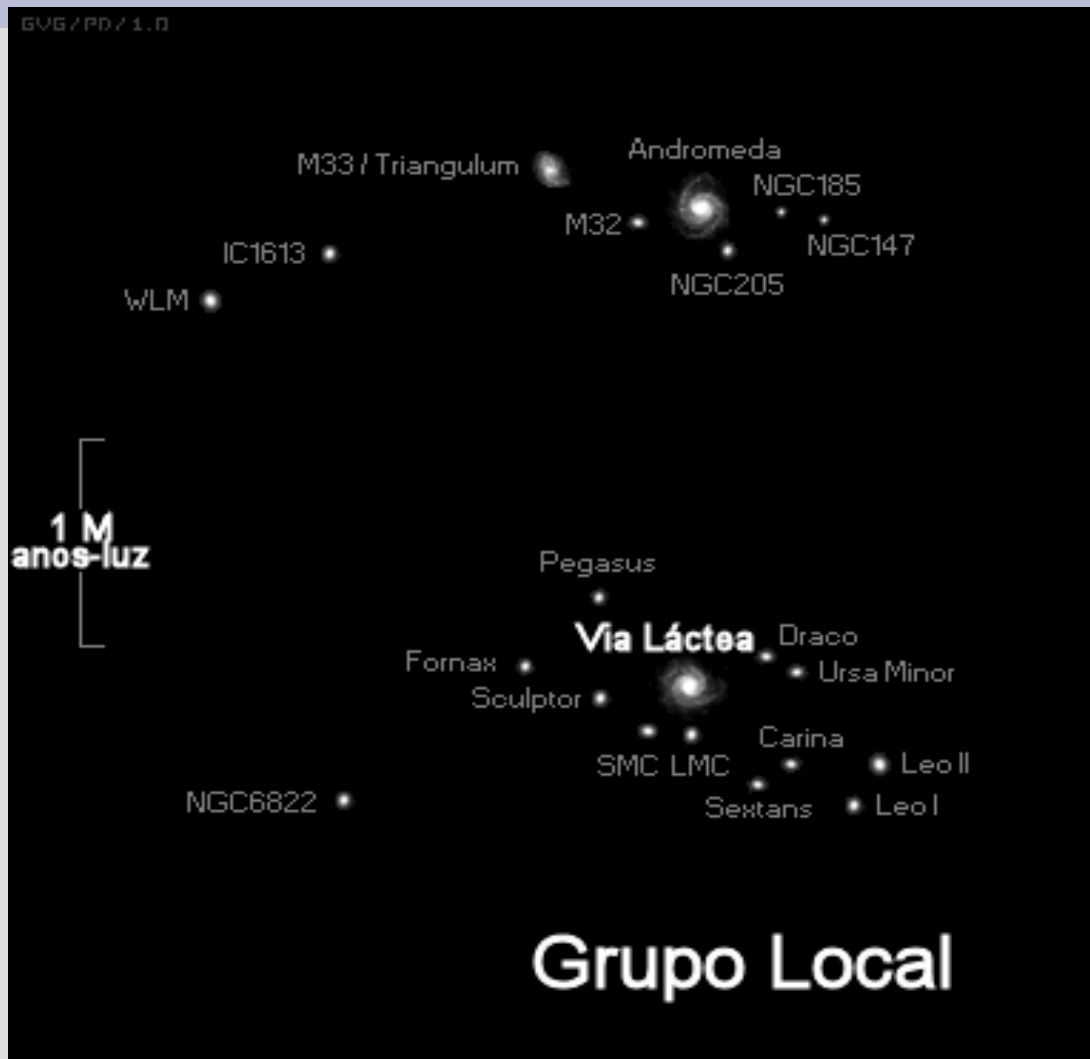 GVG/PD/1.0
Andromeda
M33 / Triangulum
NGC185
M32
NGC147
IC1613
NGC205
WLM
1 M
anos-luz
Pegasus
Via Láctea
Draco
Fornax
Ursa Minor
Sculptor
Carina
SMC
LMC
Leo II
NGC6822
Sextans
Leo I
Grupo Local